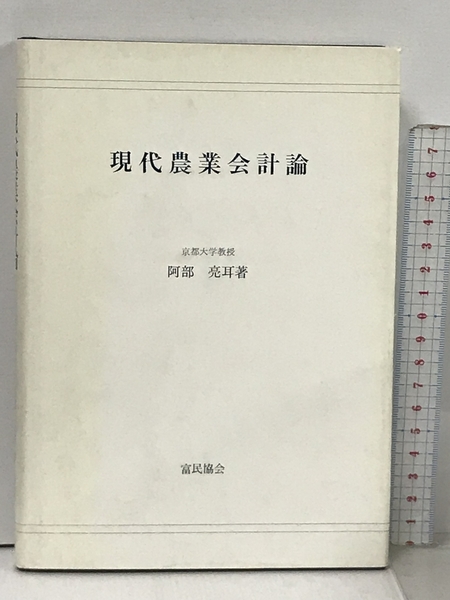 現代農業会計論
京都大学教授
阿部 亮耳著
富民協会